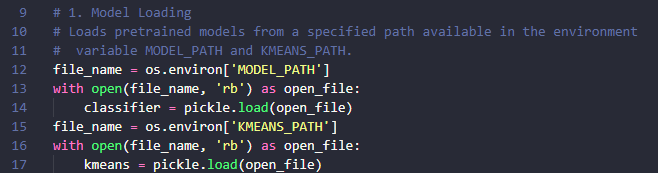 9 # 1. Model Loading
10 # Loads pretrained models from a specified path available in the environment
11 #  variable MODEL_PATH and KMEANS_PATH.
12 file_name = os.environ['MODEL_PATH']
13 with open(file_name, 'rb') as open_file:
14     classifier = pickle.load(open_file)
15 file_name = os.environ['KMEANS_PATH']
16 with open(file_name, 'rb') as open_file:
17     kmeans = pickle.load(open_file)